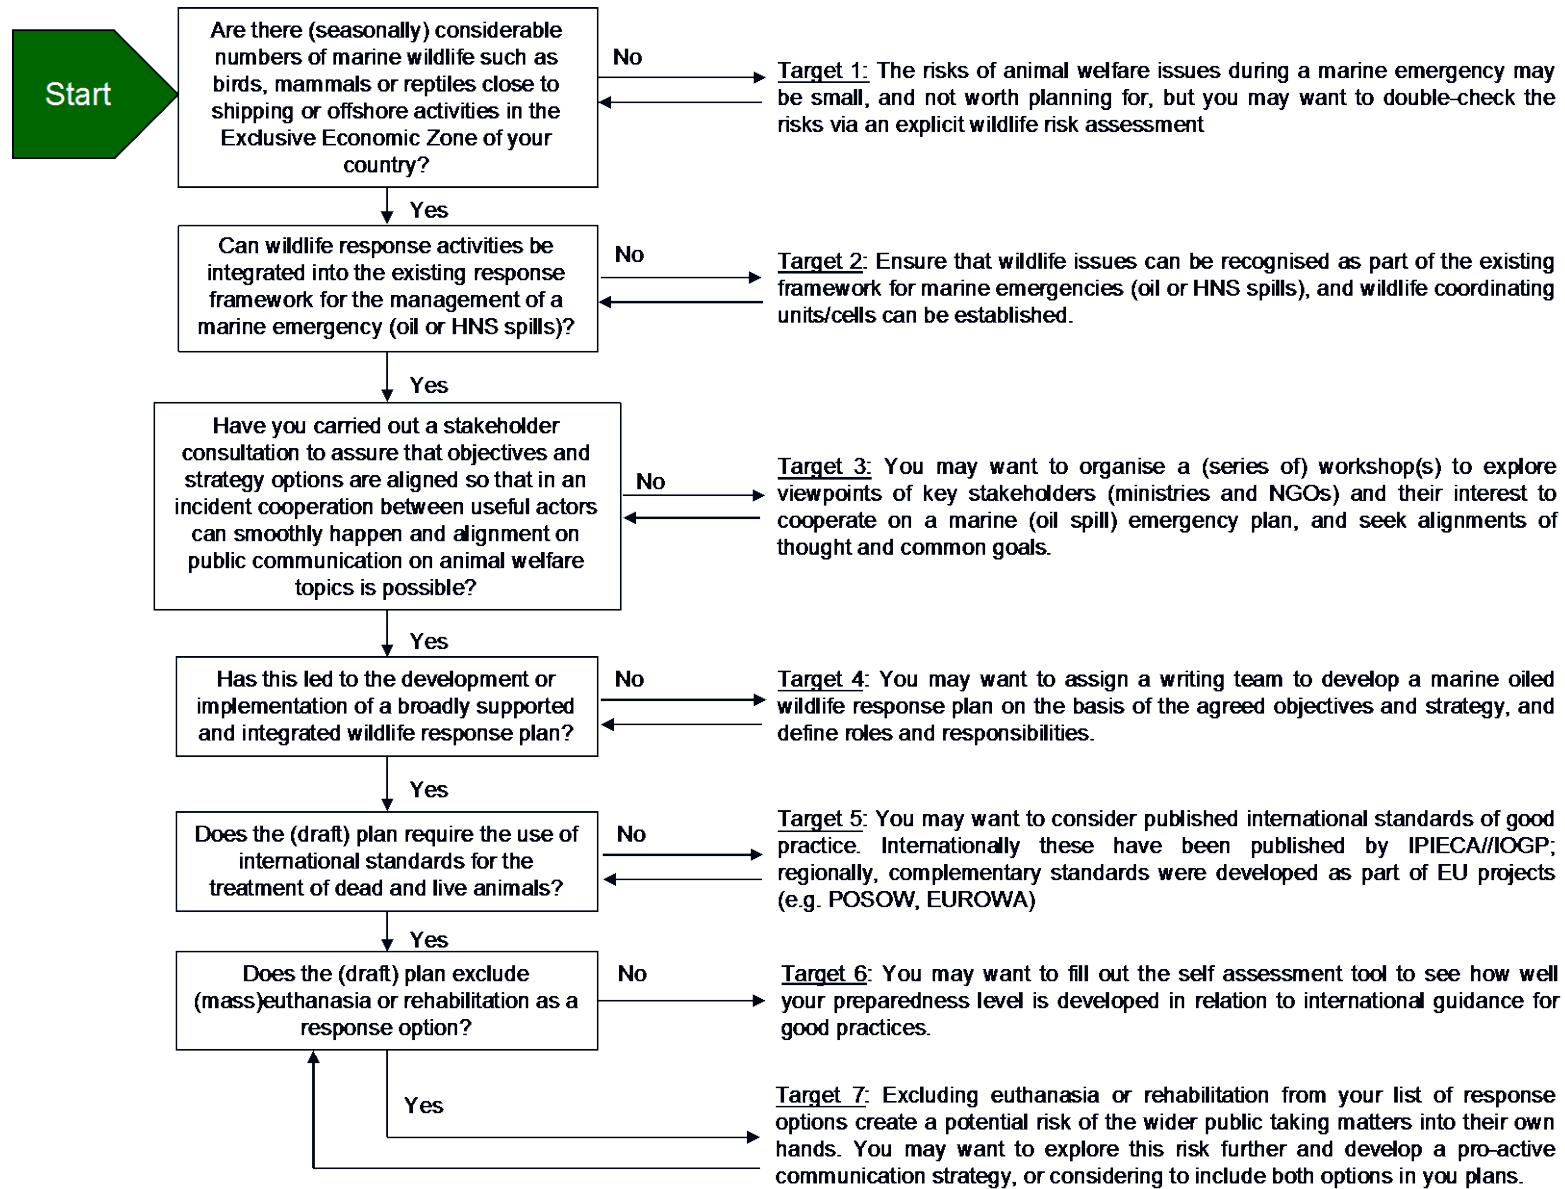 Start
Are there (seasonally) considerable
numbers of marine wildlife such as
birds, mammals or reptiles close to
shipping or offshore activities in the
Exclusive Economic Zone of your
country?
No
Target 1: The risks of animal welfare issues during a marine emergency may
be small, and not worth planning for, but you may want to double-check the
risks via an explicit wildlife risk assessment
Yes
Can wildlife response activities be
integrated into the existing response
framework for the management of a
marine emergency (oil or HNS spills)?
No
Target 2: Ensure that wildlife issues can be recognised as part of the existing
framework for marine emergencies (oil or HNS spills), and wildlife coordinating
units/cells can be established.
Yes
Have you carried out a stakeholder
consultation to assure that objectives and
strategy options are aligned so that in an
incident cooperation between useful actors
can smoothly happen and alignment on
public communication on animal welfare
topics is possible?
No
Target 3: You may want to organise a (series of) workshop(s) to explore
viewpoints of key stakeholders (ministries and NGOs) and their interest to
cooperate on a marine (oil spill) emergency plan, and seek alignments of
thought and common goals.
Yes
Has this led to the development or
implementation of a broadly supported
and integrated wildlife response plan?
No
Target 4: You may want to assign a writing team to develop a marine oiled
wildlife response plan on the basis of the agreed objectives and strategy, and
define roles and responsibilities.
Yes
Does the (draft) plan require the use of
international standards for the
treatment of dead and live animals?
No
Target 5: You may want to consider published international standards of good
practice. Internationally these have been published by IPIECA//IOGP;
regionally, complementary standards were developed as part of EU projects
(e.g. POSOW, EUROWA)
Yes
Does the (draft) plan exclude
(mass)euthanasia or rehabilitation as a
response option?
No
Target 6: You may want to fill out the self assessment tool to see how well
your preparedness level is developed in relation to international guidance for
good practices.
Yes
Target 7: Excluding euthanasia or rehabilitation from your list of response
options create a potential risk of the wider public taking matters into their own
hands. You may want to explore this risk further and develop a pro-active
communication strategy, or considering to include both options in you plans.